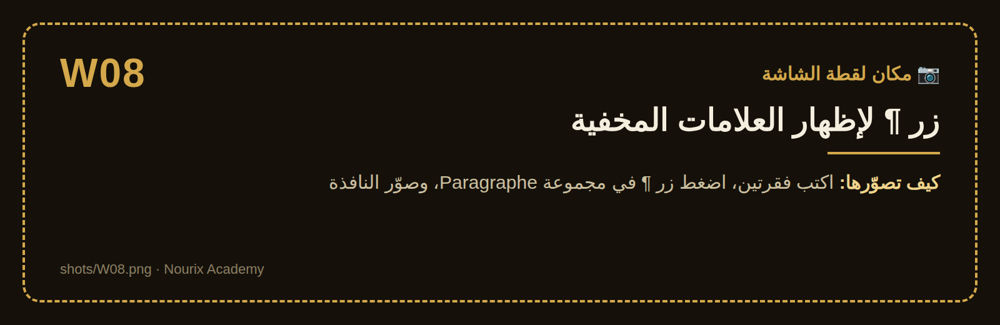 W08
📷 مكان لقطة الشاشة
زر ¶ لإظهار العلامات المخفية
كيف تصوّرها: اكتب فقرتين، اضغط زر ¶ في مجموعة Paragraphe، وصوّر النافذة
shots/W08.png · Nourix Academy